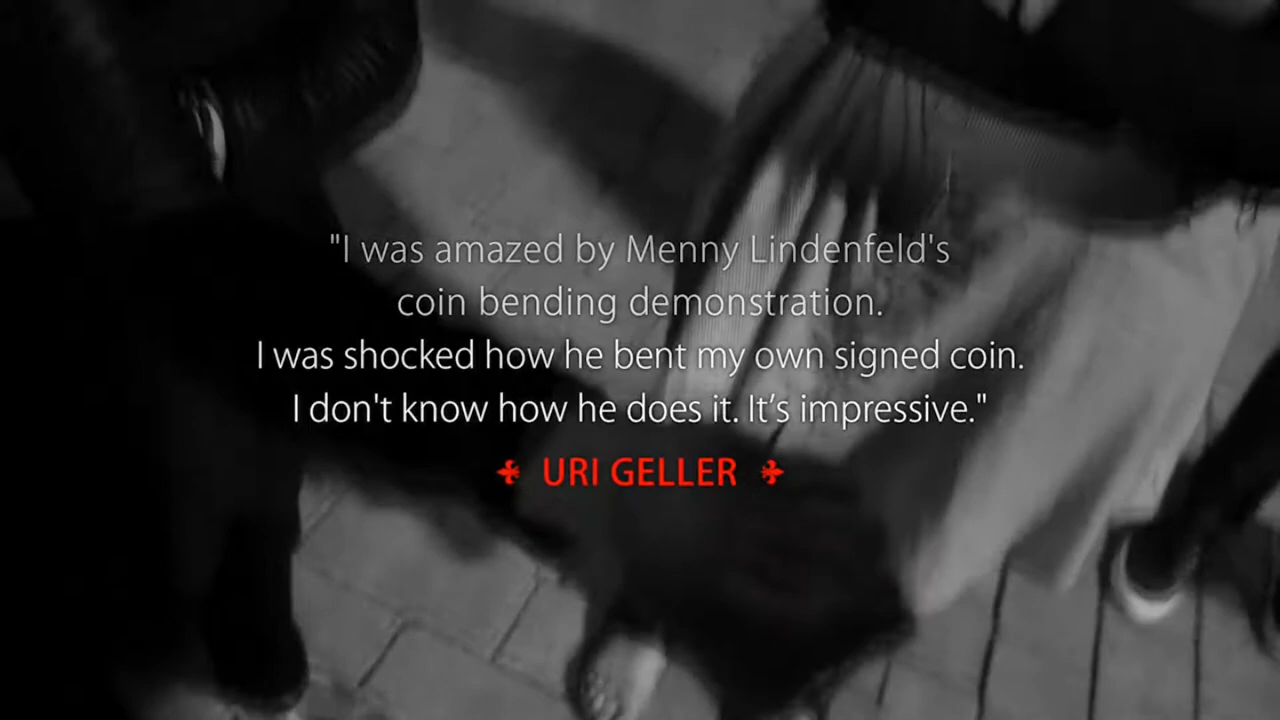 "I was amazed by Menny Lindenfeld's
coin bending demonstration.
I was shocked how he bent my own signed coin.
I don't know how he does it. It’s impressive."
URI GELLER